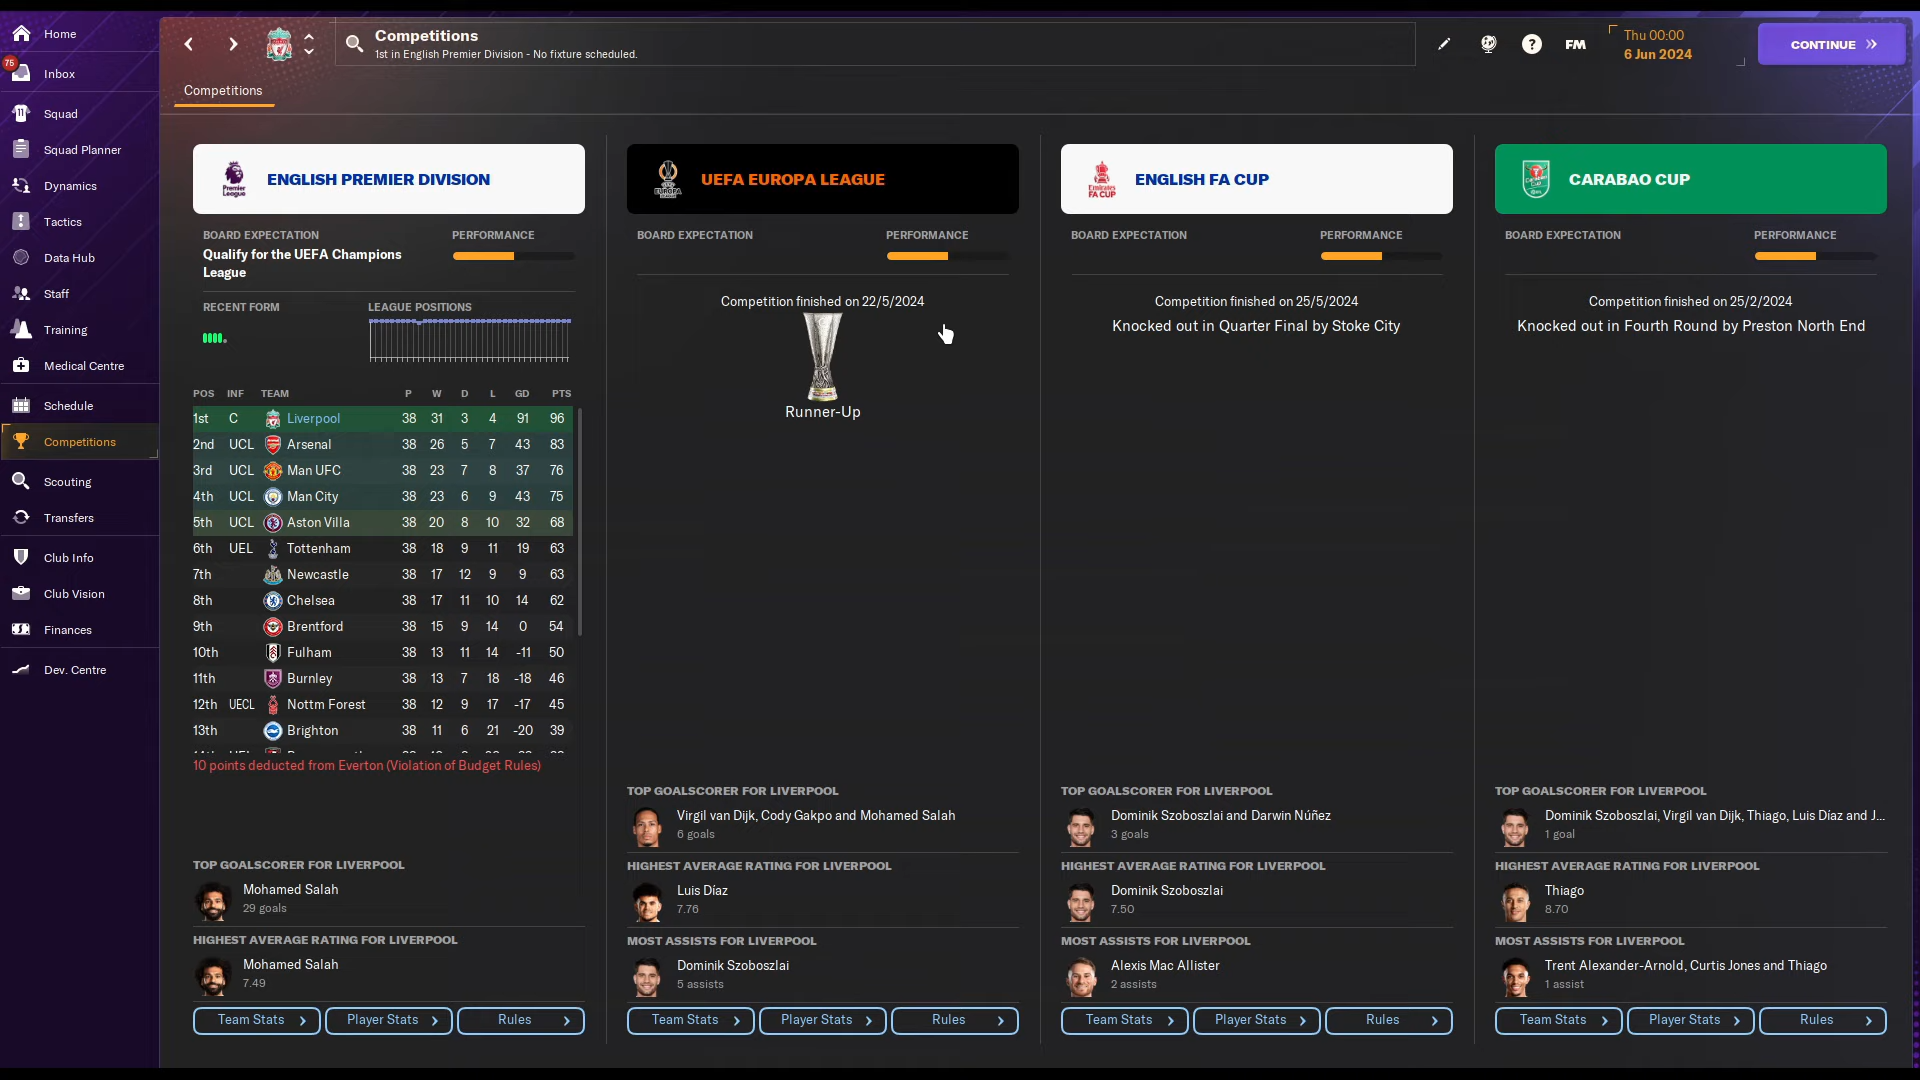 Home
75
Inbox
Squad
Squad Planner
Dynamics
Tactics
Data Hub
Staff
Training
Medical Centre
Schedule
Competitions
Scouting
Transfers
Club Info
Club Vision
Finances
Dev. Centre
Competitions
1st in English Premier Division - No fixture scheduled.
?
FM
Thu 00:00
6 Jun 2024
CONTINUE
Competitions
Premier
League
ENGLISH PREMIER DIVISION
BOARD EXPECTATION
PERFORMANCE
Qualify for the UEFA Champions
League
RECENT FORM
LEAGUE POSITIONS
POS INF TEAM P W D L GD PTS
1st C Liverpool 38 31 3 4 91 96
2nd UCL Arsenal 38 26 5 7 43 83
3rd UCL Man UFC 38 23 7 8 37 76
4th UCL Man City 38 23 6 9 43 75
5th UCL Aston Villa 38 20 8 10 32 68
6th UEL Tottenham 38 18 9 11 19 63
7th Newcastle 38 17 12 9 9 63
8th Chelsea 38 17 11 10 14 62
9th Brentford 38 15 9 14 0 54
10th Fulham 38 13 11 14 -11 50
11th Burnley 38 13 7 18 -18 46
12th UECL Nottm Forest 38 12 9 17 -17 45
13th Brighton 38 11 6 21 -20 39
10 points deducted from Everton (Violation of Budget Rules)
TOP GOALSCORER FOR LIVERPOOL
Mohamed Salah
29 goals
HIGHEST AVERAGE RATING FOR LIVERPOOL
Mohamed Salah
7.49
Team Stats
Player Stats
Rules
EUROPA
UEFA EUROPA LEAGUE
BOARD EXPECTATION
PERFORMANCE
Competition finished on 22/5/2024
Runner-Up
TOP GOALSCORER FOR LIVERPOOL
Virgil van Dijk, Cody Gakpo and Mohamed Salah
6 goals
HIGHEST AVERAGE RATING FOR LIVERPOOL
Luis Díaz
7.76
MOST ASSISTS FOR LIVERPOOL
Dominik Szoboszlai
5 assists
Team Stats
Player Stats
Rules
Emirates
FA CUP
ENGLISH FA CUP
BOARD EXPECTATION
PERFORMANCE
Competition finished on 25/5/2024
Knocked out in Quarter Final by Stoke City
TOP GOALSCORER FOR LIVERPOOL
Dominik Szoboszlai and Darwin Núñez
3 goals
HIGHEST AVERAGE RATING FOR LIVERPOOL
Dominik Szoboszlai
7.50
MOST ASSISTS FOR LIVERPOOL
Alexis Mac Allister
2 assists
Team Stats
Player Stats
Rules
CARABAO CUP
BOARD EXPECTATION
PERFORMANCE
Competition finished on 25/2/2024
Knocked out in Fourth Round by Preston North End
TOP GOALSCORER FOR LIVERPOOL
Dominik Szoboszlai, Virgil van Dijk, Thiago, Luis Díaz and J...
1 goal
HIGHEST AVERAGE RATING FOR LIVERPOOL
Thiago
8.70
MOST ASSISTS FOR LIVERPOOL
Trent Alexander-Arnold, Curtis Jones and Thiago
1 assist
Team Stats
Player Stats
Rules